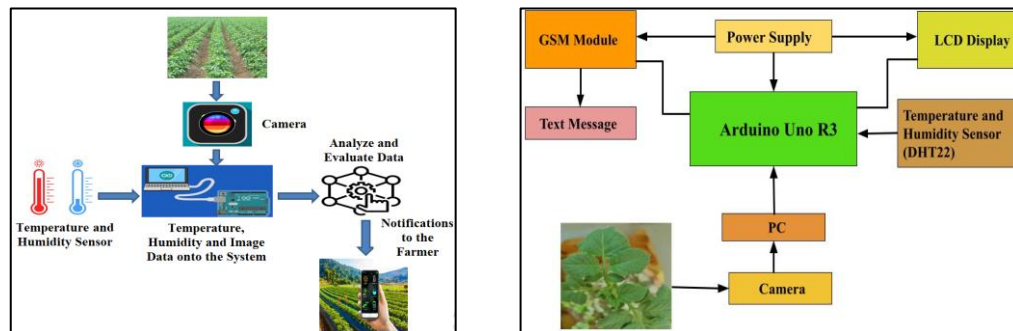 Camera
Analyze and
Evaluate Data
Temperature and
Humidity Sensor
Temperature,
Humidity and Image
Data onto the System
Notifications
to the
Farmer
GSM Module
Power Supply
LCD Display
Text Message
Arduino Uno R3
Temperature and
Humidity Sensor
(DHT22)
PC
Camera